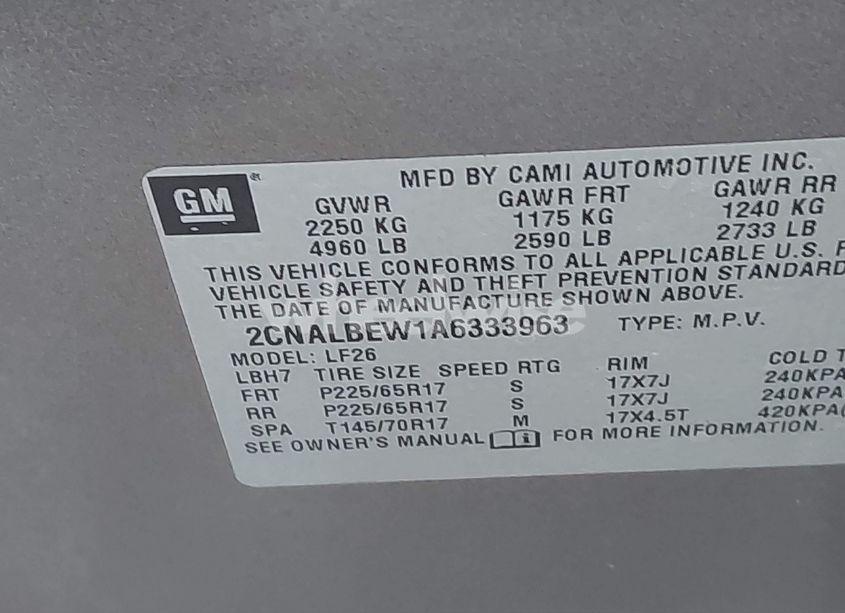 GM
MFD BY CAMI AUTOMOTIVE INC.
GVWR GAWR FRT GAWR RR
2250 KG 1175 KG 1240 KG
4960 LB 2590 LB 2733 LB
THIS VEHICLE CONFORMS TO ALL APPLICABLE U.S. F
VEHICLE SAFETY AND THEFT PREVENTION STANDARD
THE DATE OF MANUFACTURE SHOWN ABOVE.
2CNALBEW1A6333963 TYPE: M.P.V.
MODEL: LF26
LBH7 TIRE SIZE SPEED RTG RIM COLD T
FRT P225/65R17 S 17X7J 240KPA
RR P225/65R17 S 17X7J 240KPA
SPA T145/70R17 M 17X4.5T 420KPA(
SEE OWNER'S MANUAL FOR MORE INFORMATION.